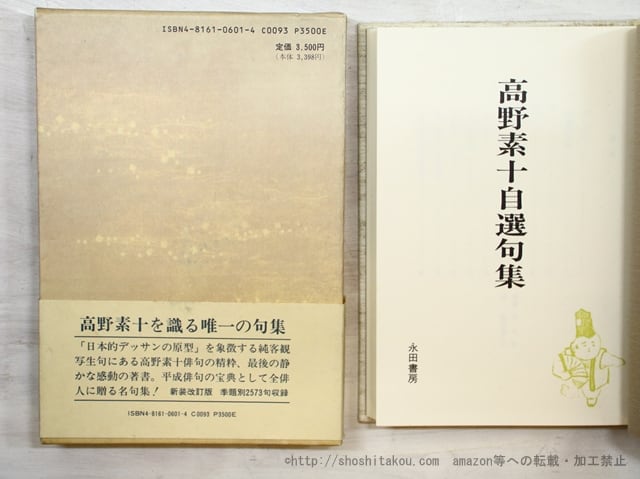 ISBN4-8161-0601-4 C0093 P3500E
定価 3,500円
(本体 3,398円)
高野素十を識る唯一の句集
「日本的デッサンの原型」を象徴する純客観
写生句にある高野素十俳句の精粋、最後の静
かな感動の著書。平成俳句の宝典として全俳
人に贈る名句集! 新装改訂版 季題別2573句収録
ISBN4-8161-0601-4 C0093 P3500E
高野素十自選句集
永田書房
©http://shoshitakou.com amazon等への転載・加工禁止